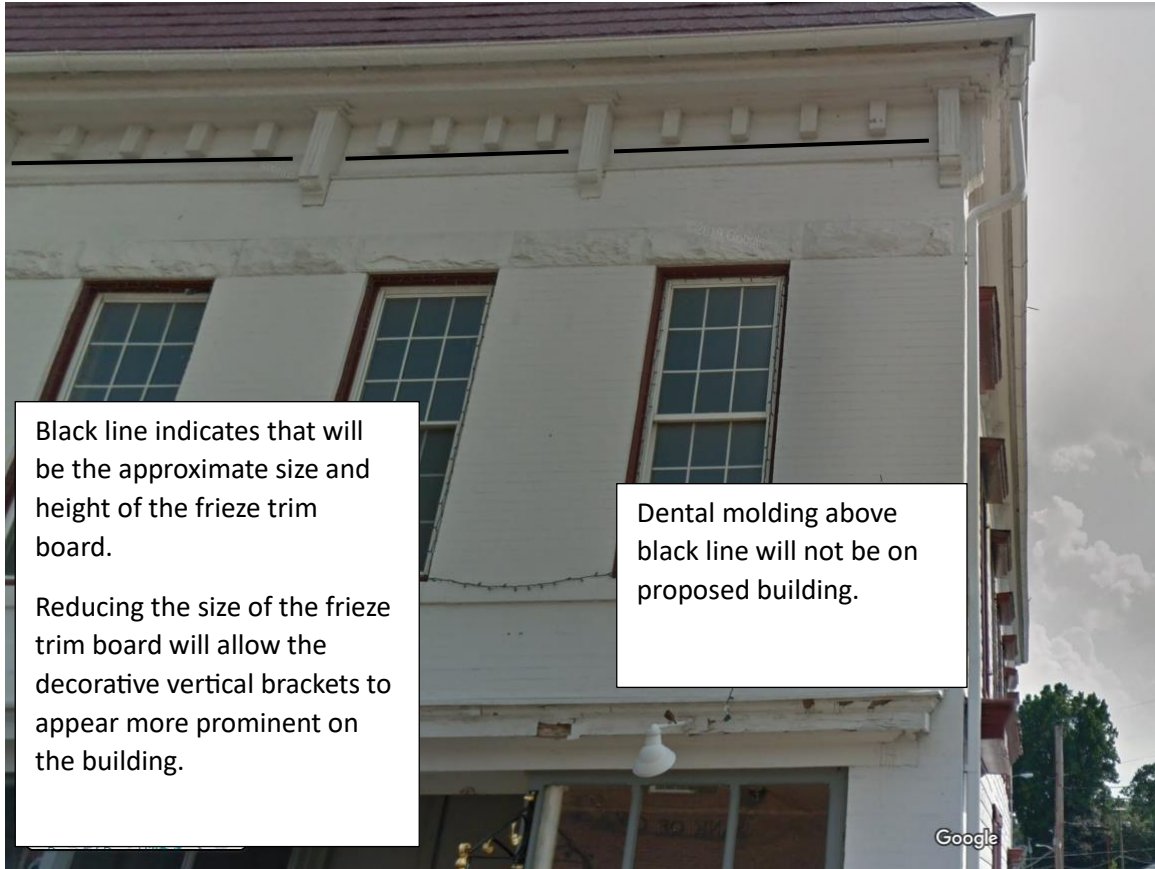 Black line indicates that will
be the approximate size and
height of the frieze trim
board.
Reducing the size of the frieze
trim board will allow the
decorative vertical brackets to
appear more prominent on
the building.
Dental molding above
black line will not be on
proposed building.
Google